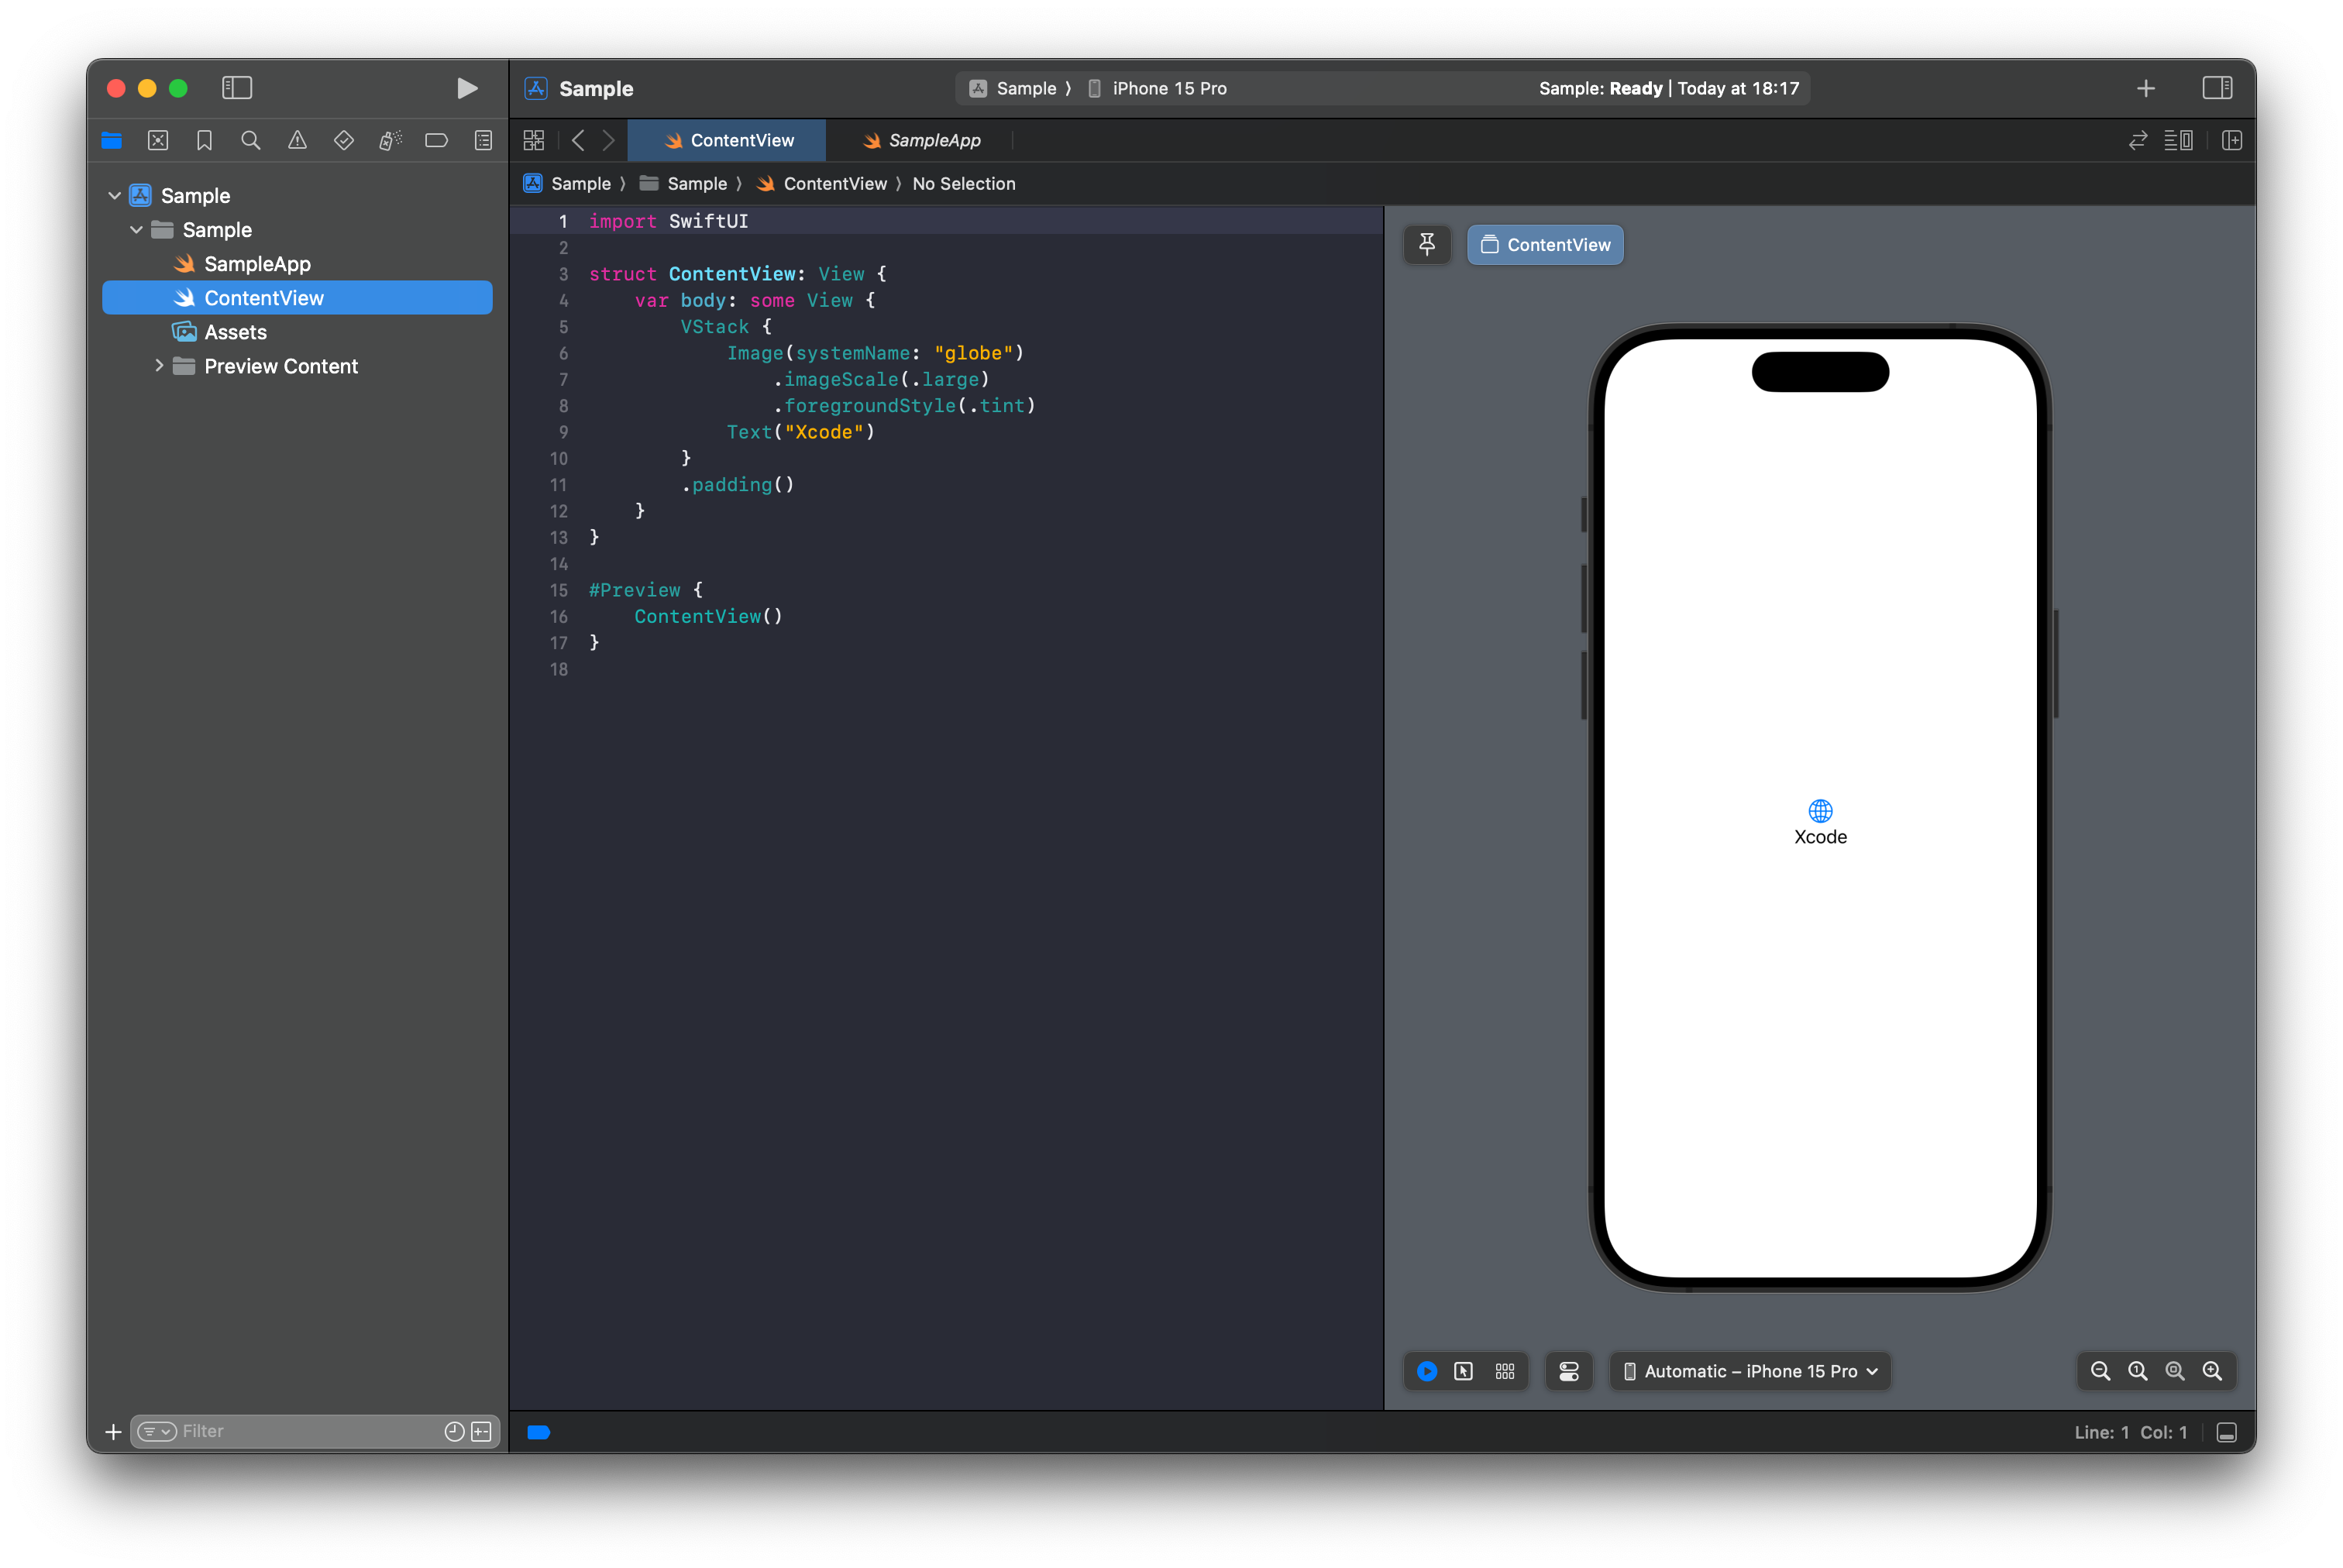 Sample
Sample ⟩ iPhone 15 Pro
Sample: Ready | Today at 18:17
ContentView
SampleApp
Sample ⟩ Sample ⟩ ContentView ⟩ No Selection
Sample
Sample
SampleApp
ContentView
Assets
Preview Content
1 import SwiftUI
2
3 struct ContentView: View {
4     var body: some View {
5         VStack {
6             Image(systemName: "globe")
7                 .imageScale(.large)
8                 .foregroundStyle(.tint)
9             Text("Xcode")
10         }
11         .padding()
12     }
13 }
14
15 #Preview {
16     ContentView()
17 }
18
ContentView
Xcode
Automatic – iPhone 15 Pro
Filter
Line: 1 Col: 1